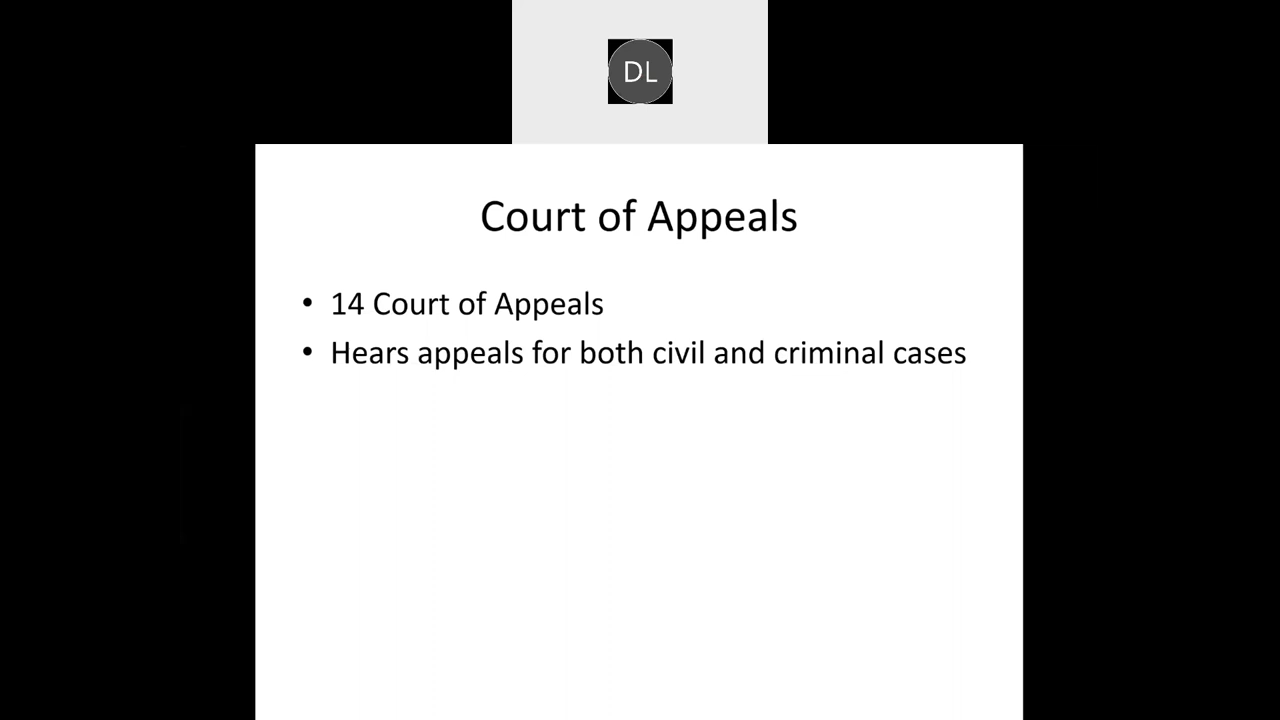 DL
Court of Appeals
• 14 Court of Appeals
• Hears appeals for both civil and criminal cases